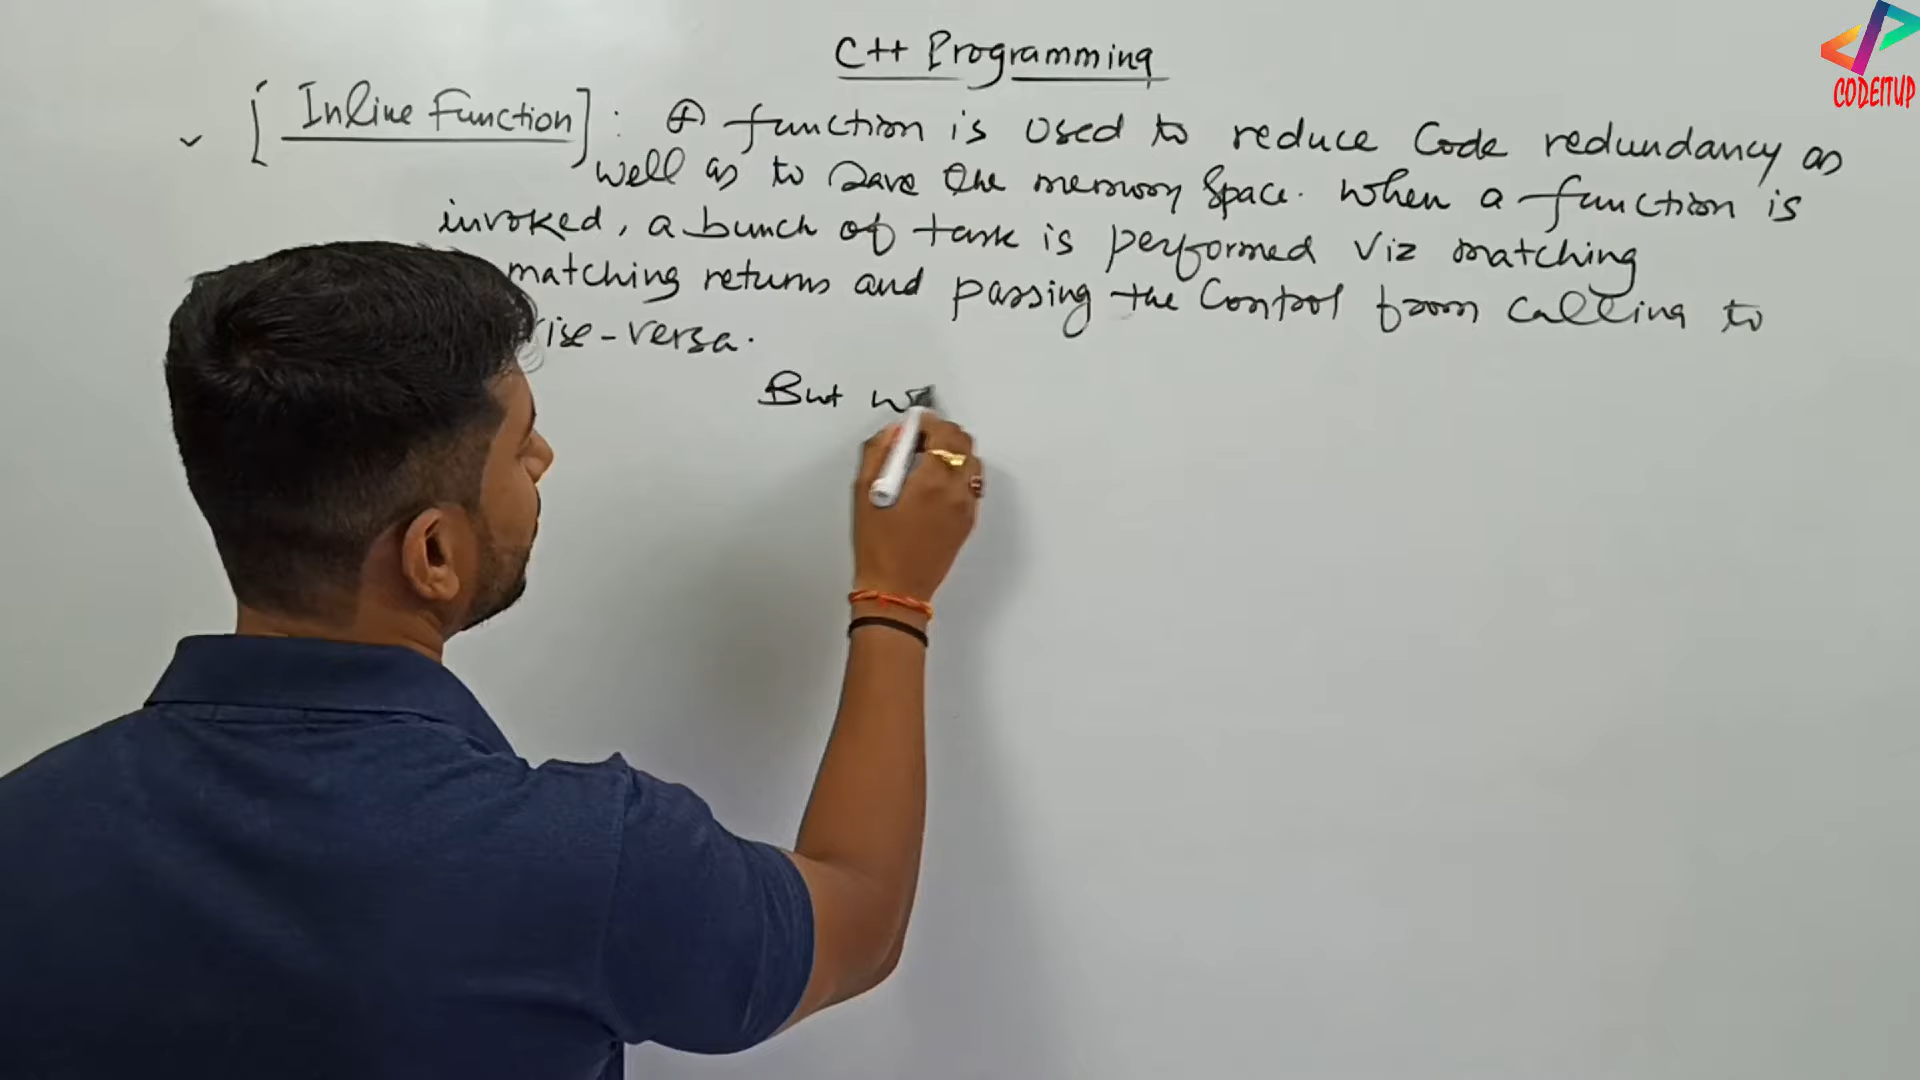 C++ Programming
CODEITUP
[ Inline Function ] : function is used to reduce Code redundancy as
well as to save the memory space. When a function is
invoked, a bunch of task is performed viz matching
matching returns and passing the control from calling to
vise-versa.
But